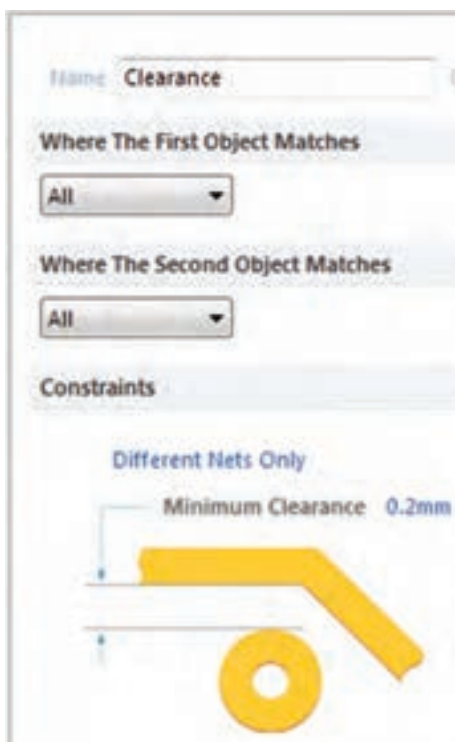 Name Clearance
Where The First Object Matches
All
Where The Second Object Matches
All
Constraints
Different Nets Only
Minimum Clearance 0.2mm